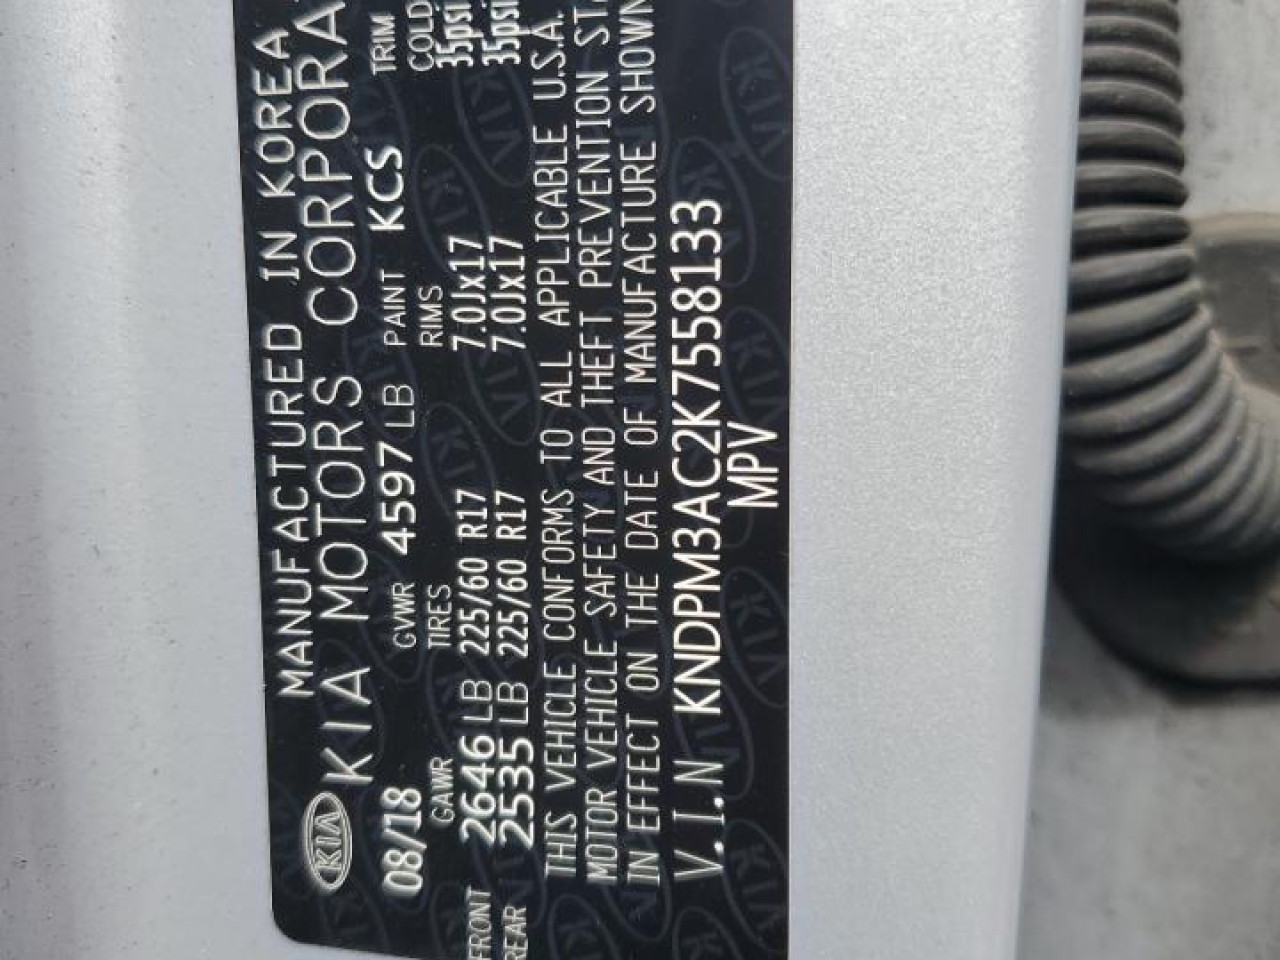 MANUFACTURED IN KOREA
KIA KIA MOTORS CORPORA
08/18 GVWR 4597 LB PAINT KCS TRIM
GAWR TIRES RIMS COLD
FRONT 2646 LB 225/60 R17 7.0Jx17 35psi
REAR 2535 LB 225/60 R17 7.0Jx17 35psi
THIS VEHICLE CONFORMS TO ALL APPLICABLE U.S.A.
MOTOR VEHICLE SAFETY AND THEFT PREVENTION STA
IN EFFECT ON THE DATE OF MANUFACTURE SHOWN
V.I.N KNDPM3AC2K7558133
MPV